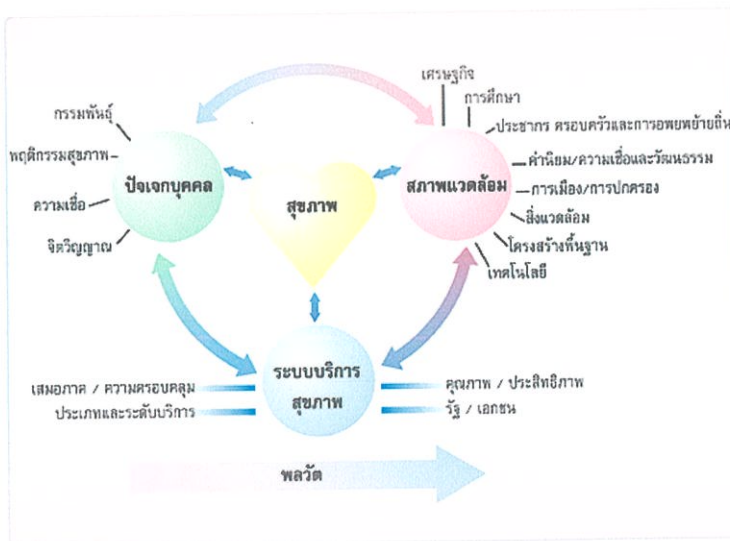 เศรษฐกิจ
การศึกษา
กรรมพันธุ์
ประชากร ครอบครัวและการอพยพย้ายถิ่น
พฤติกรรมสุขภาพ
ปัจเจกบุคคล
ค่านิยม/ความเชื่อและวัฒนธรรม
สภาพแวดล้อม
การเมือง/การปกครอง
สุขภาพ
ความเชื่อ
สิ่งแวดล้อม
จิตวิญญาณ
โครงสร้างพื้นฐาน
เทคโนโลยี
ระบบบริการ
สุขภาพ
เสมอภาค / ความครอบคลุม
คุณภาพ / ประสิทธิภาพ
ประเภทและระดับบริการ
รัฐ / เอกชน
พลวัต